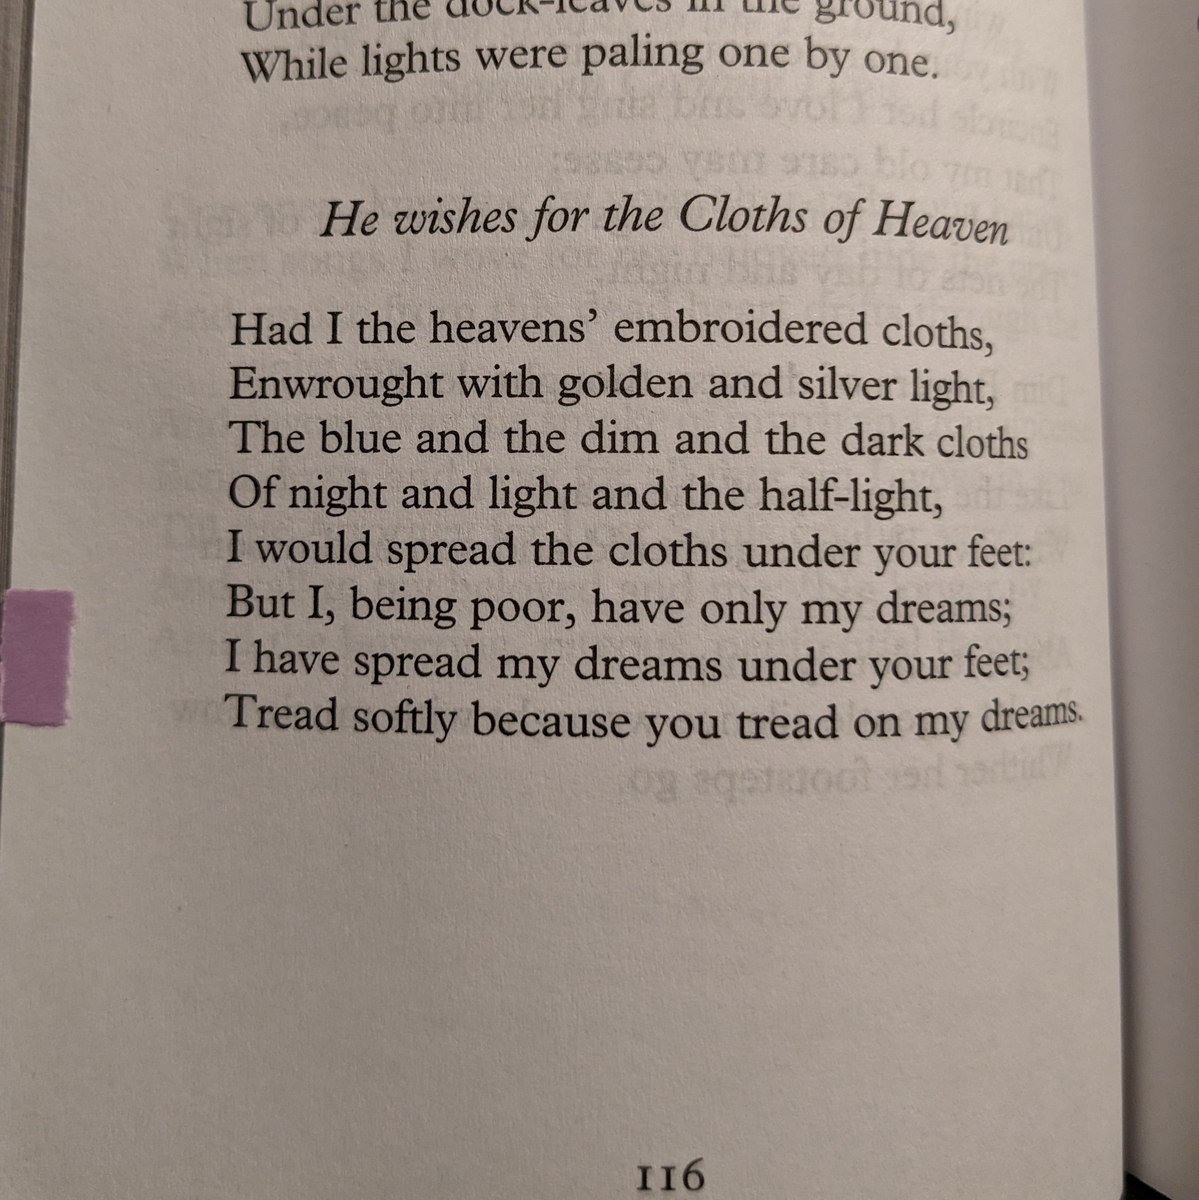 Under the dock-leaves in the ground,
While lights were paling one by one.
He wishes for the Cloths of Heaven
Had I the heavens’ embroidered cloths,
Enwrought with golden and silver light,
The blue and the dim and the dark cloths
Of night and light and the half-light,
I would spread the cloths under your feet:
But I, being poor, have only my dreams;
I have spread my dreams under your feet;
Tread softly because you tread on my dreams.
116